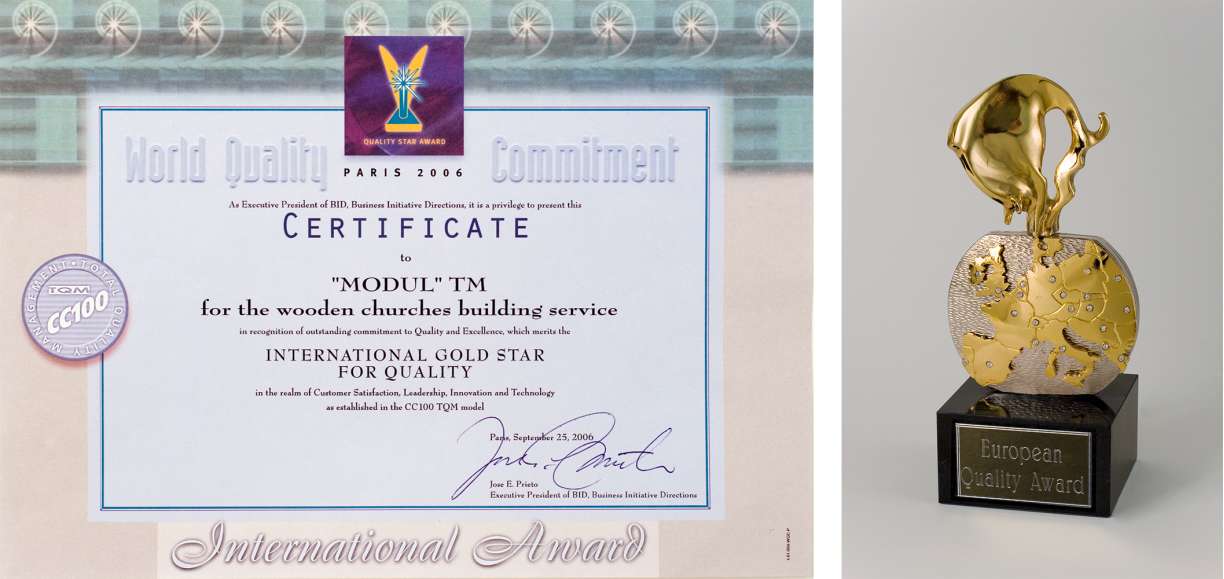 QUALITY STAR AWARD
World Quality Commitment
PARIS 2006
As Executive President of BID, Business Initiative Directions, it is a privilege to present this
CERTIFICATE
to
"MODUL" TM
for the wooden churches building service
in recognition of outstanding commitment to Quality and Excellence, which merits the
INTERNATIONAL GOLD STAR
FOR QUALITY
in the realm of Customer Satisfaction, Leadership, Innovation and Technology
as established in the CC100 TQM model
Paris, September 25, 2006
Jose E. Prieto
Executive President of BID, Business Initiative Directions
TOTAL QUALITY MANAGEMENT
TQM
CC100
International Award
European
Quality Award